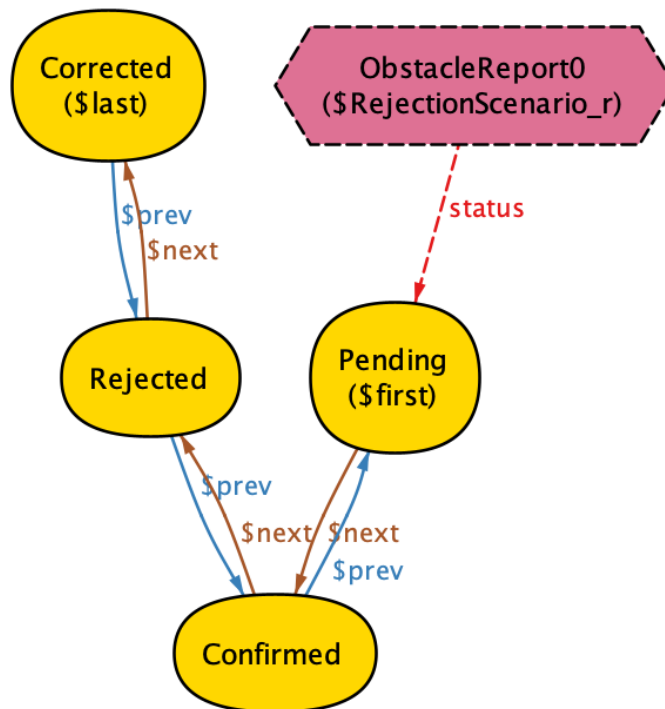 Corrected
($last)
ObstacleReport0
($RejectionScenario_r)
$prev
status
$next
Rejected
Pending
($first)
$prev
$next
$next
$prev
Confirmed